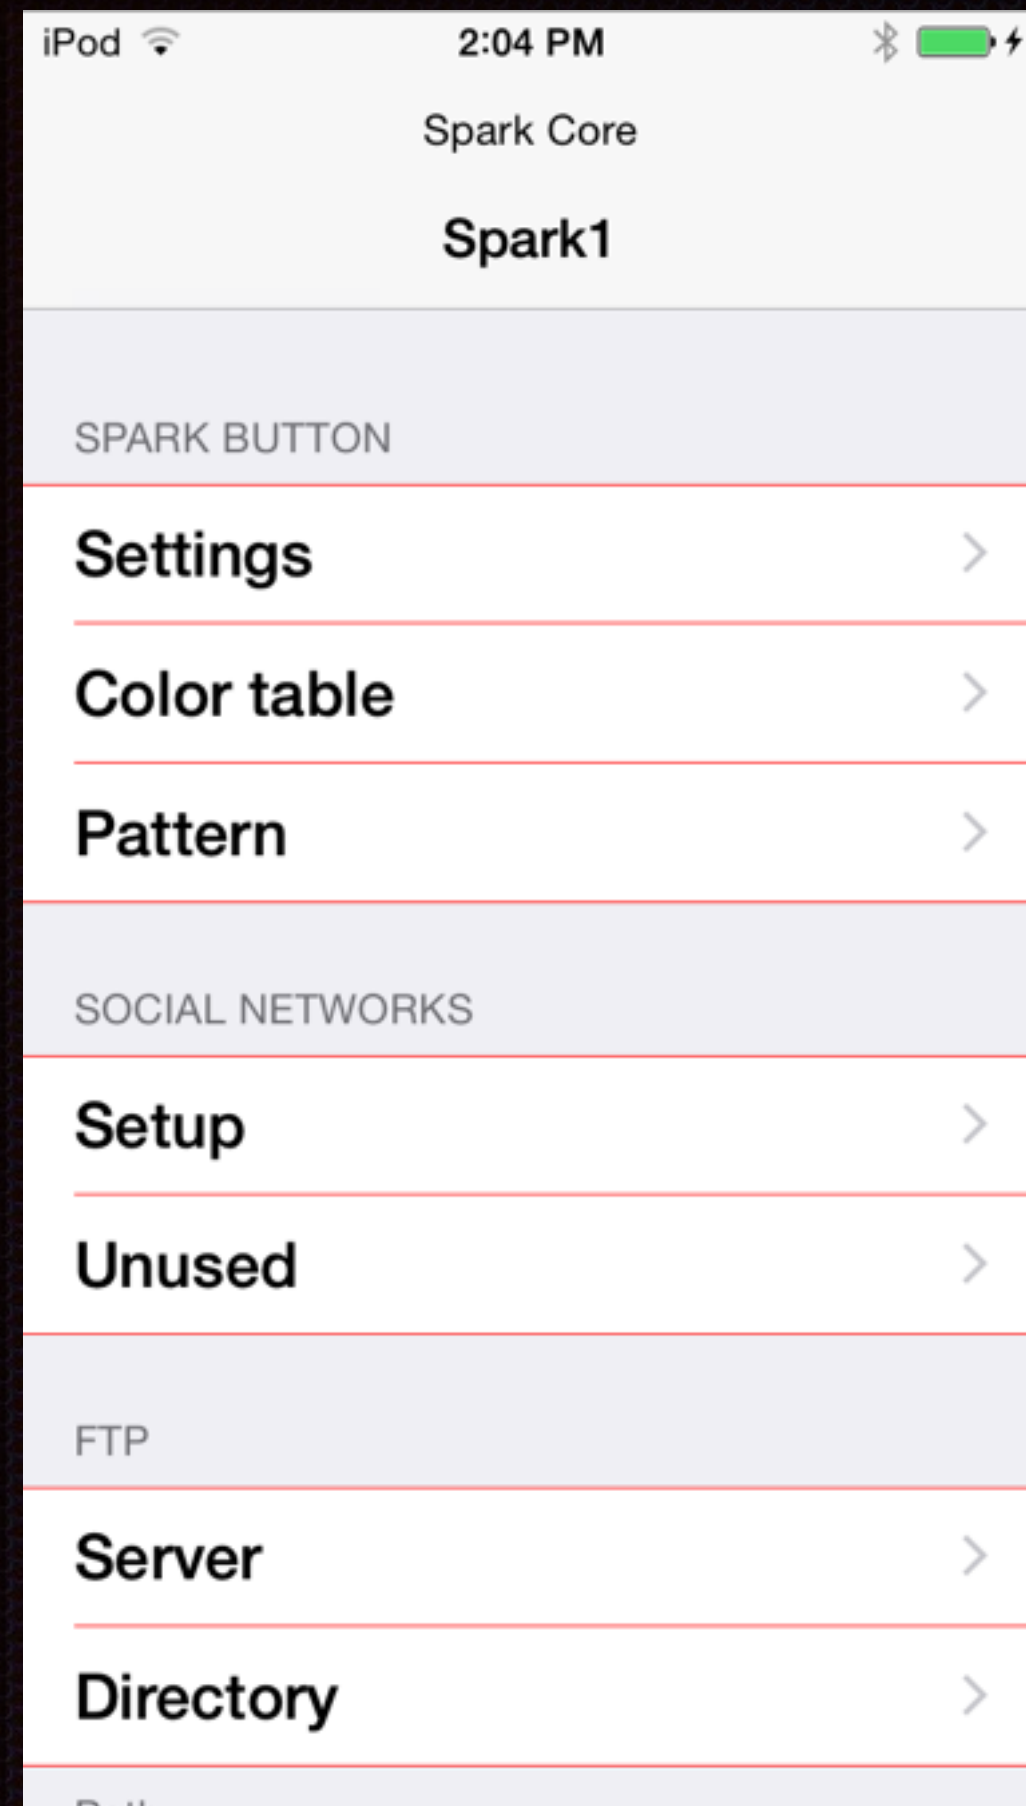 iPod 2:04 PM
Spark Core
Spark1
SPARK BUTTON
Settings
Color table
Pattern
SOCIAL NETWORKS
Setup
Unused
FTP
Server
Directory